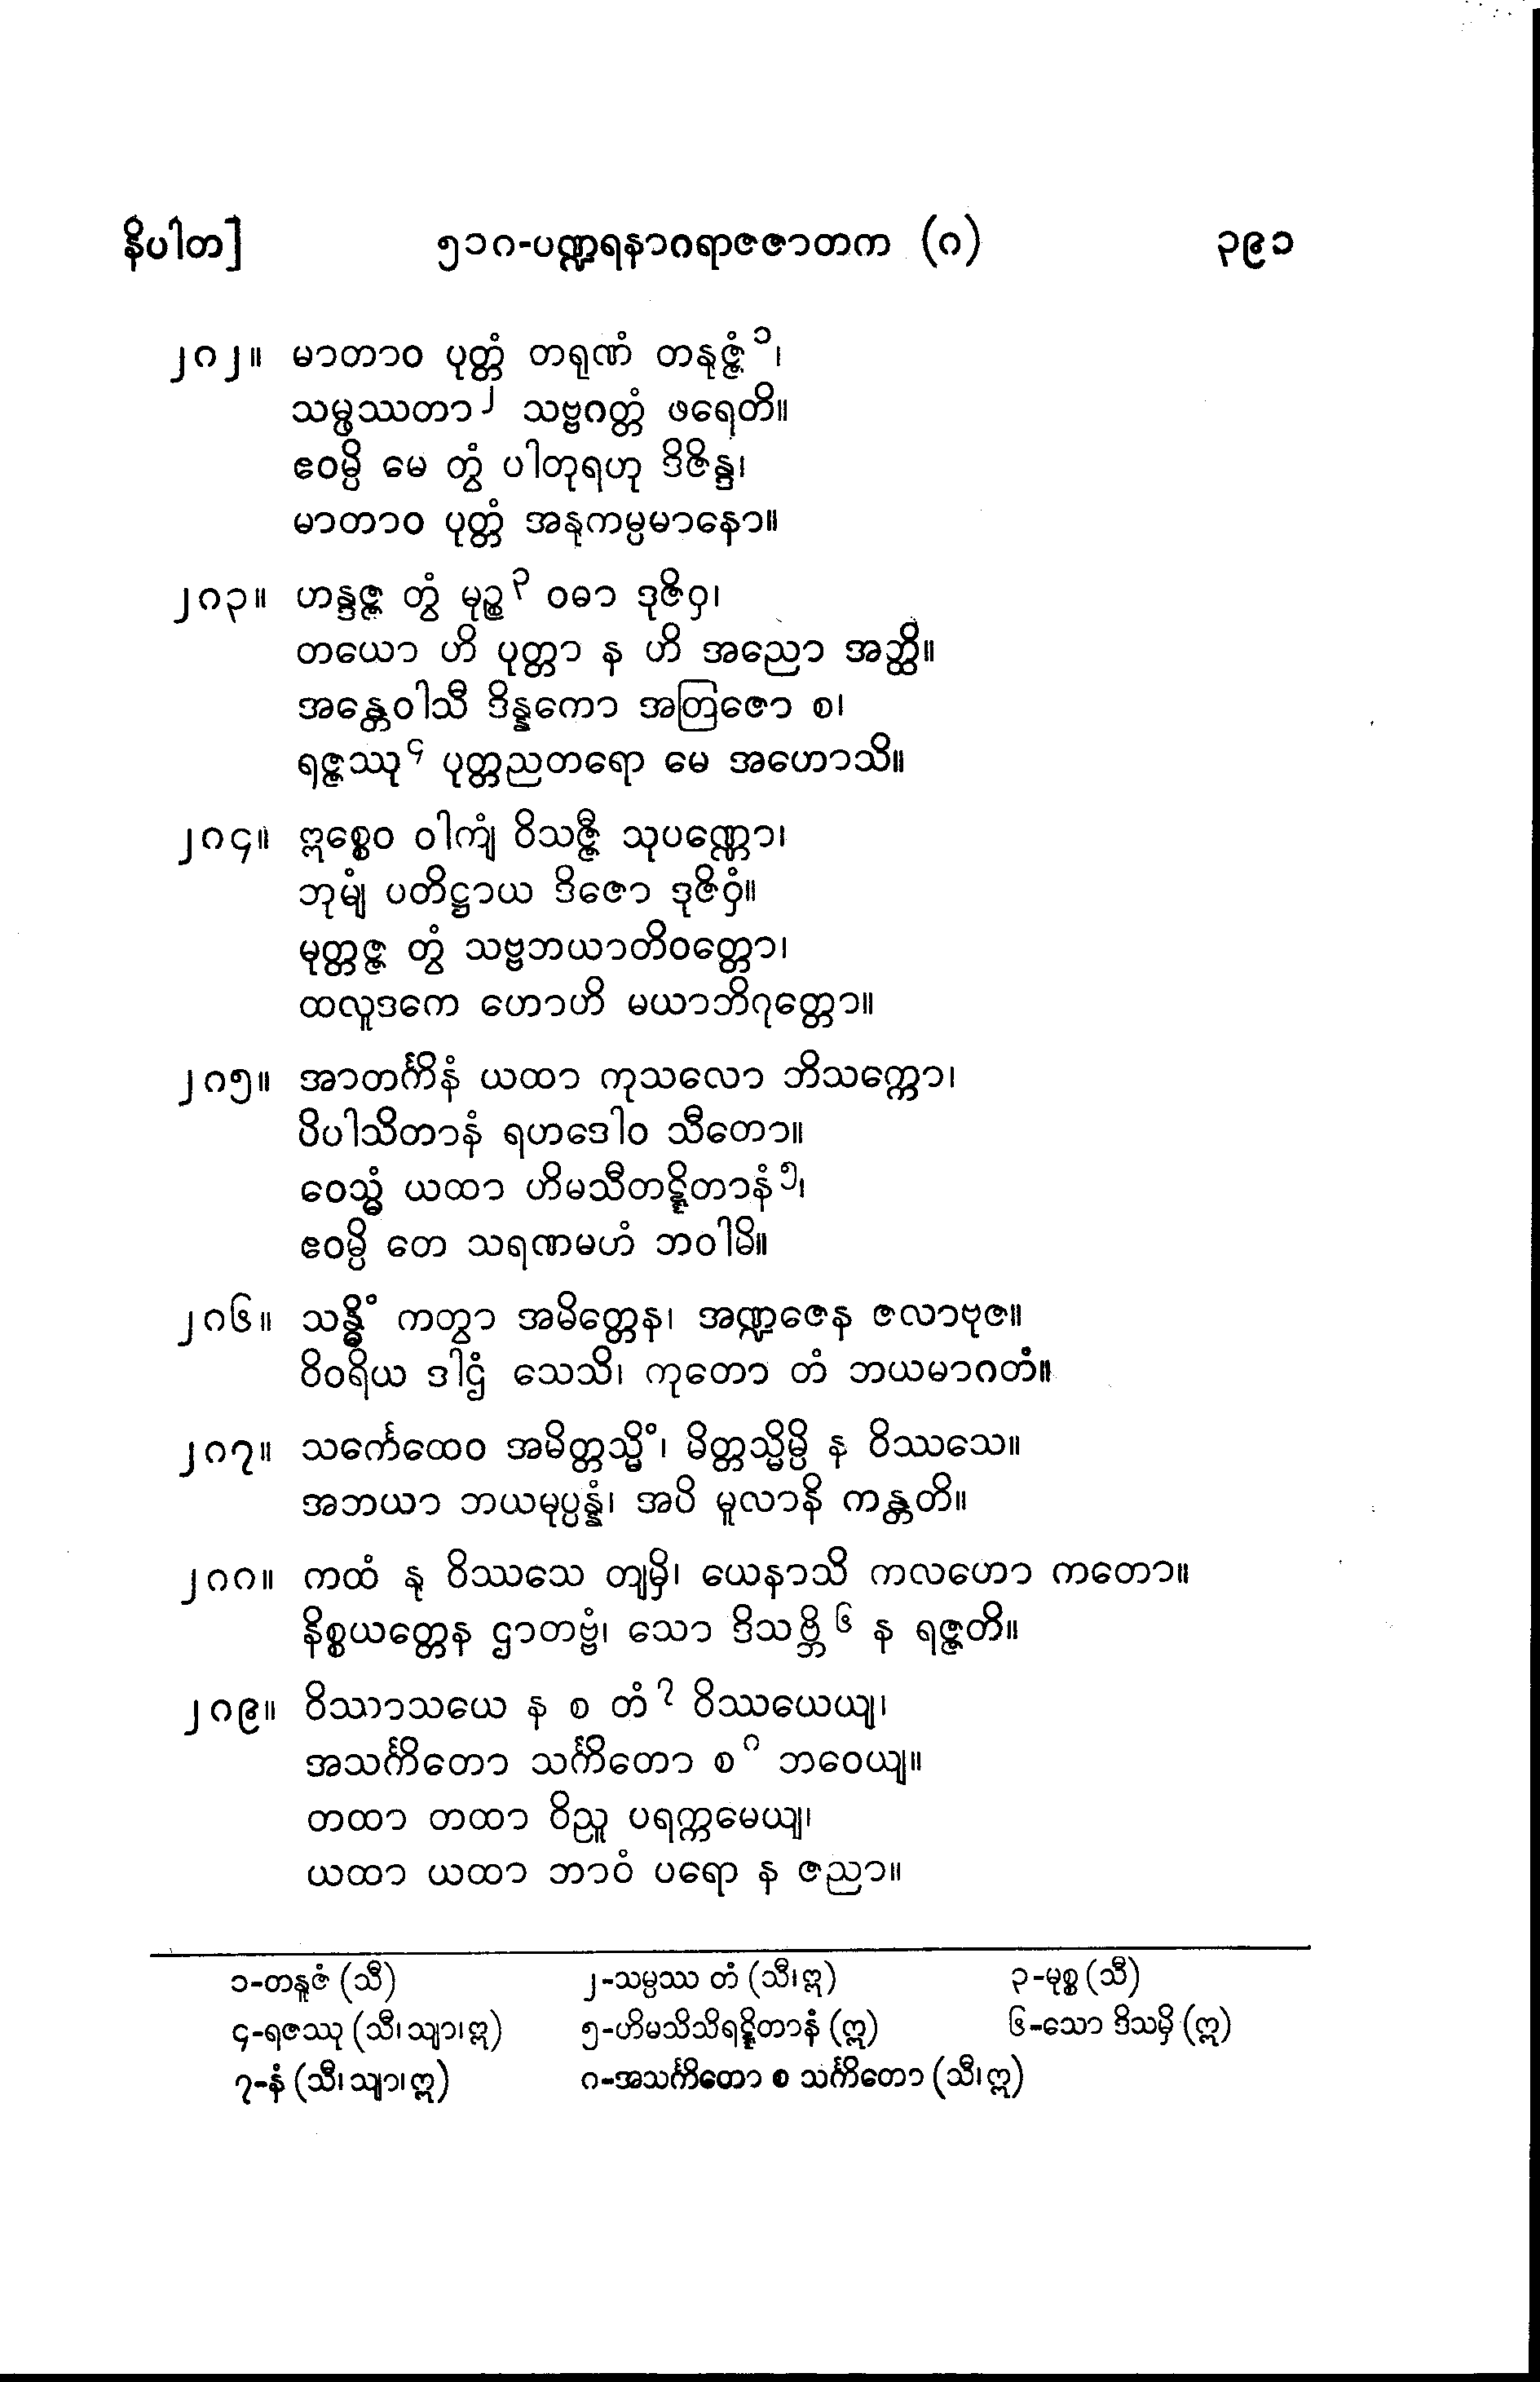 နိပါတ] ၅၁၈-ပဏ္ဍရနာဂရာဇဇာတက (၈) ၃၉၁
၂၈၂။ မာတာဝ ပုတ္တံ တရုဏံ တနုဇ္ဇံ၁၊
သမ္ဖဿတာ၂ သဗ္ဗဂတ္တံ ဖရေတိ။
ဧဝမ္ပိ မေ တွံ ပါတုရဟု ဒိဇိန္ဒ၊
မာတာဝ ပုတ္တံ အနုကမ္ပမာနော။
၂၈၃။ ဟန္ဒဇ္ဇ တွံ မုဉ္စ၃ ဝဓာ ဒုဇိဝှ၊
တယော ဟိ ပုတ္တာ န ဟိ အညော အတ္ထိ။
အန္တေဝါသီ ဒိန္နကော အတြဇော စ၊
ရဇ္ဇဿု၄ ပုတ္တညတရော မေ အဟောသိ။
၂၈၄။ ဣစ္စေဝ ဝါကျံ ဝိသဇ္ဇီ သုပဏ္ဏော၊
ဘုမျံ ပတိဋ္ဌာယ ဒိဇော ဒုဇိဝှံ။
မုတ္တဇ္ဇ တွံ သဗ္ဗဘယာတိဝတ္တော၊
ထလူဒကေ ဟောဟိ မယာဘိဂုတ္တော။
၂၈၅။ အာတင်္ကိနံ ယထာ ကုသလော ဘိသက္ကော၊
ပိပါသိတာနံ ရဟဒေါဝ သီတော။
ဝေသ္မံ ယထာ ဟိမသီတဋ္ဋိတာနံ၅၊
ဧဝမ္ပိ တေ သရဏမဟံ ဘဝါမိ။
၂၈၆။ သန္ဓိံ ကတွာ အမိတ္တေန၊ အဏ္ဍဇေန ဇလာဗုဇ။
ဝိဝရိယ ဒါဌံ သေသိ၊ ကုတော တံ ဘယမာဂတံ။
၂၈၇။ သင်္ကေထေဝ အမိတ္တသ္မိံ၊ မိတ္တသ္မိမ္ပိ န ဝိဿသေ။
အဘယာ ဘယမုပ္ပန္နံ၊ အပိ မူလာနိ ကန္တတိ။
၂၈၈။ ကထံ နု ဝိဿသေ တျမှိ၊ ယေနာသိ ကလဟော ကတော။
နိစ္စယတ္တေန ဌာတဗ္ဗံ၊ သော ဒိသဗ္ဘိ၆ န ရဇ္ဇတိ။
၂၈၉။ ဝိဿာသယေ န စ တံ၇ ဝိဿယေယျ၊
အသင်္ကိတော သင်္ကိတော စ၈ ဘဝေယျ။
တထာ တထာ ဝိညူ ပရက္ကမေယျ၊
ယထာ ယထာ ဘာဝံ ပရော န ဇညာ။
၁-တနူဇံ (သီ) ၂-သမ္ပဿ တံ (သီ၊ ဣ) ၃-မုစ္စ (သီ)
၄-ရဇဿု (သီ၊ သျာ၊ ဣ) ၅-ဟိမသိသိရဋ္ဋိတာနံ (ဣ) ၆-သော ဒိသမှိ (ဣ)
၇-နံ (သီ၊ သျာ၊ ဣ) ၈-အသင်္ကိတော စ သင်္ကိတော (သီ၊ ဣ)